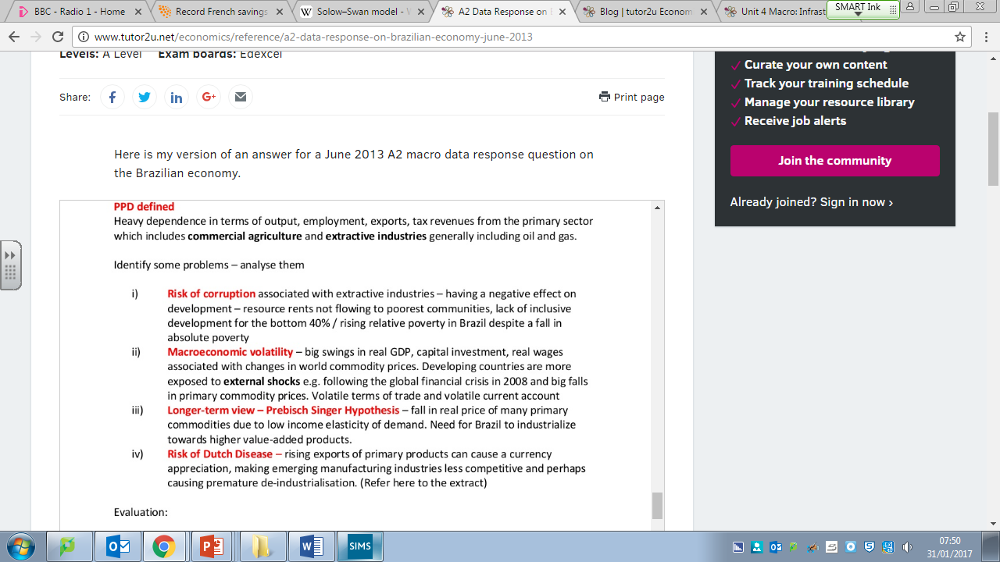 BBC - Radio 1 - Home
Record French savings
Solow–Swan model -
A2 Data Response on
Blog | tutor2u Econom
Unit 4 Macro: Infrast
SMART Ink
www.tutor2u.net/economics/reference/a2-data-response-on-brazilian-economy-june-2013
Levels: A Level Exam boards: Edexcel
Share:
Print page
Here is my version of an answer for a June 2013 A2 macro data response question on
the Brazilian economy.
PPD defined
Heavy dependence in terms of output, employment, exports, tax revenues from the primary sector
which includes commercial agriculture and extractive industries generally including oil and gas.
Identify some problems – analyse them
i) Risk of corruption associated with extractive industries – having a negative effect on
development – resource rents not flowing to poorest communities, lack of inclusive
development for the bottom 40% / rising relative poverty in Brazil despite a fall in
absolute poverty
ii) Macroeconomic volatility – big swings in real GDP, capital investment, real wages
associated with changes in world commodity prices. Developing countries are more
exposed to external shocks e.g. following the global financial crisis in 2008 and big falls
in primary commodity prices. Volatile terms of trade and volatile current account
iii) Longer-term view – Prebisch Singer Hypothesis – fall in real price of many primary
commodities due to low income elasticity of demand. Need for Brazil to industrialize
towards higher value-added products.
iv) Risk of Dutch Disease – rising exports of primary products can cause a currency
appreciation, making emerging manufacturing industries less competitive and perhaps
causing premature de-industrialisation. (Refer here to the extract)
Evaluation:
Curate your own content
Track your training schedule
Manage your resource library
Receive job alerts
Join the community
Already joined? Sign in now ›
SIMS
07:50
31/01/2017